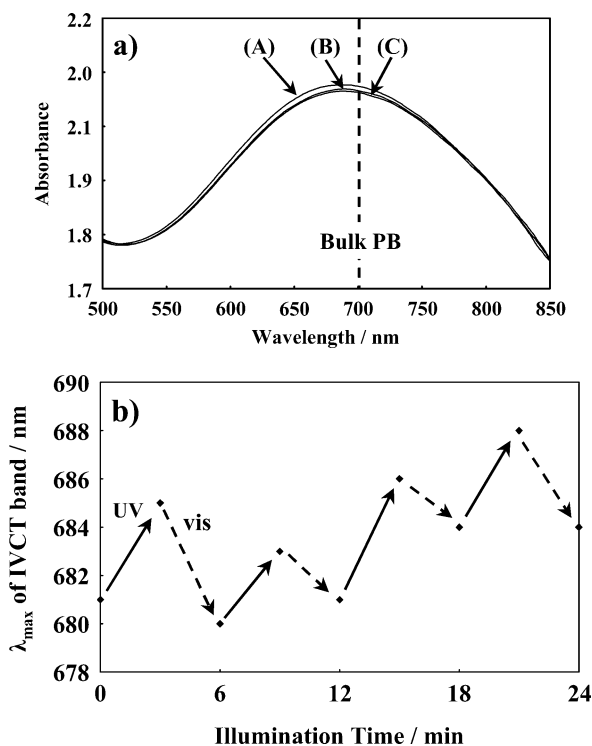 a)
(A)
(B)
(C)
2.2
2.0
2.1
1.9
1.8
1.7
Absorbance
Bulk PB
500 550 600 650 700 750 800 850
Wavelength / nm
b)
690
688
686
684
682
680
678
λmax of IVCT band / nm
UV
vis
0 6 12 18 24
Illumination Time / min